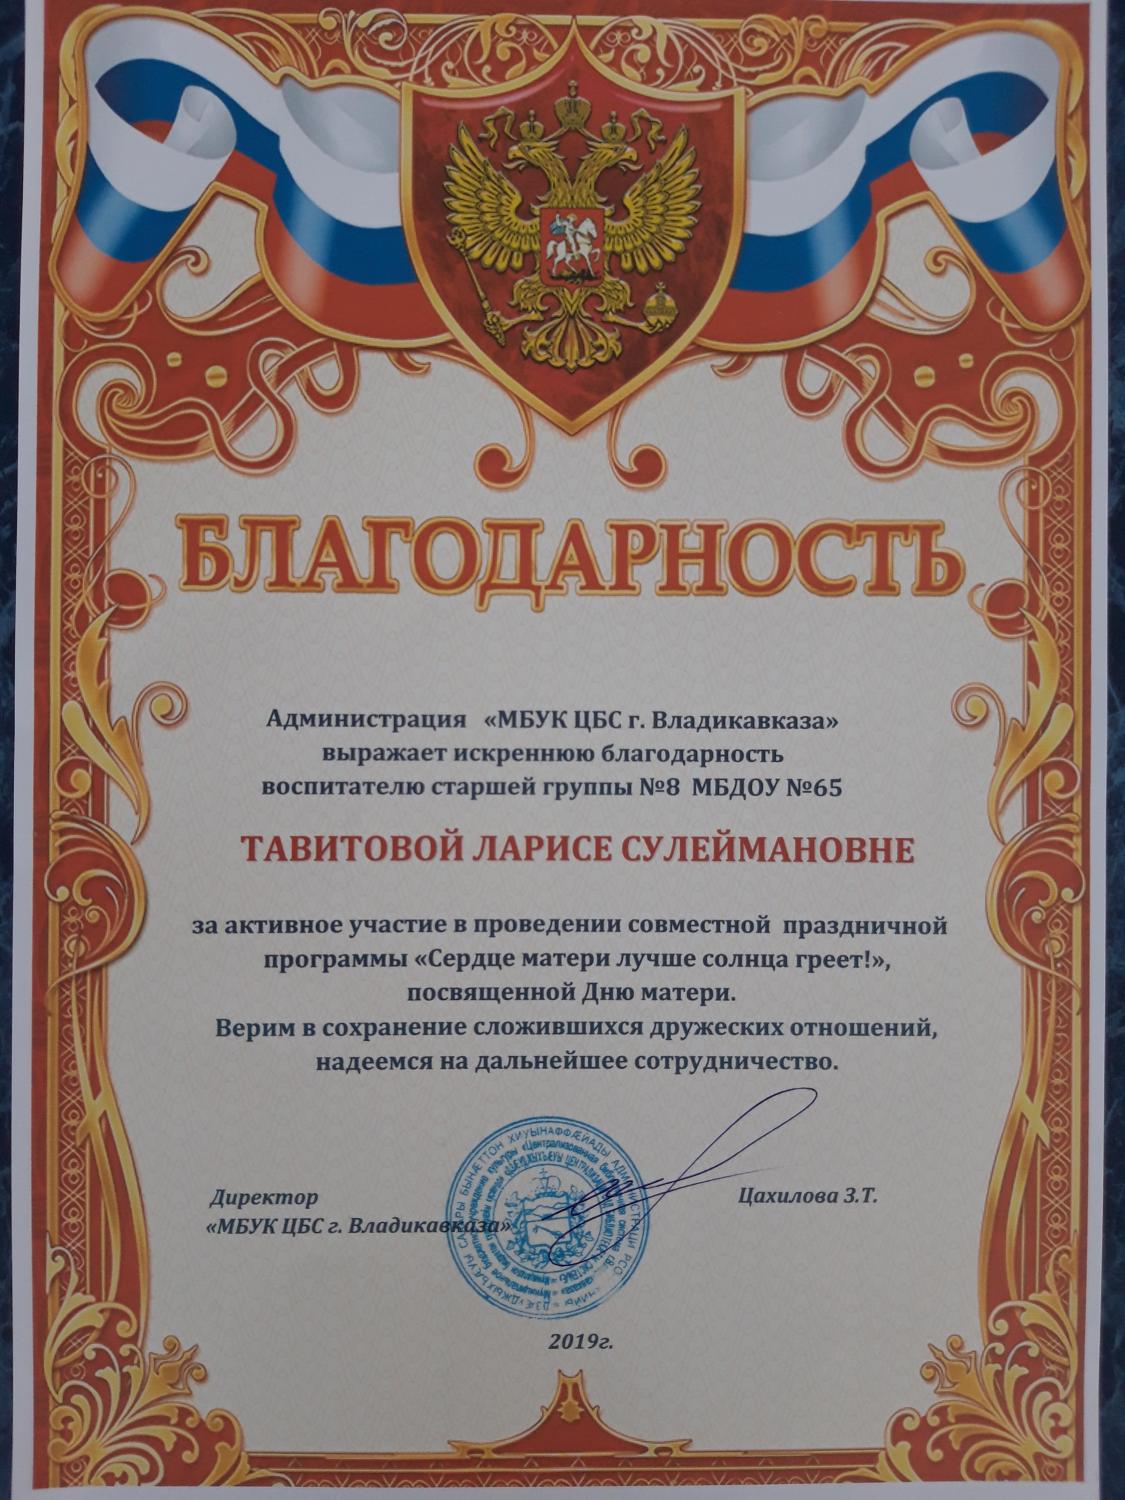 БЛАГОДАРНОСТЬ
Администрация «МБУК ЦБС г. Владикавказа»
выражает искреннюю благодарность
воспитателю старшей группы №8 МБДОУ №65
ТАВИТОВОЙ ЛАРИСЕ СУЛЕЙМАНОВНЕ
за активное участие в проведении совместной праздничной
программы «Сердце матери лучше солнца греет!»,
посвященной Дню матери.
Верим в сохранение сложившихся дружеских отношений,
надеемся на дальнейшее сотрудничество.
Директор
«МБУК ЦБС г. Владикавказа»
Цахилова З.Т.
2019г.